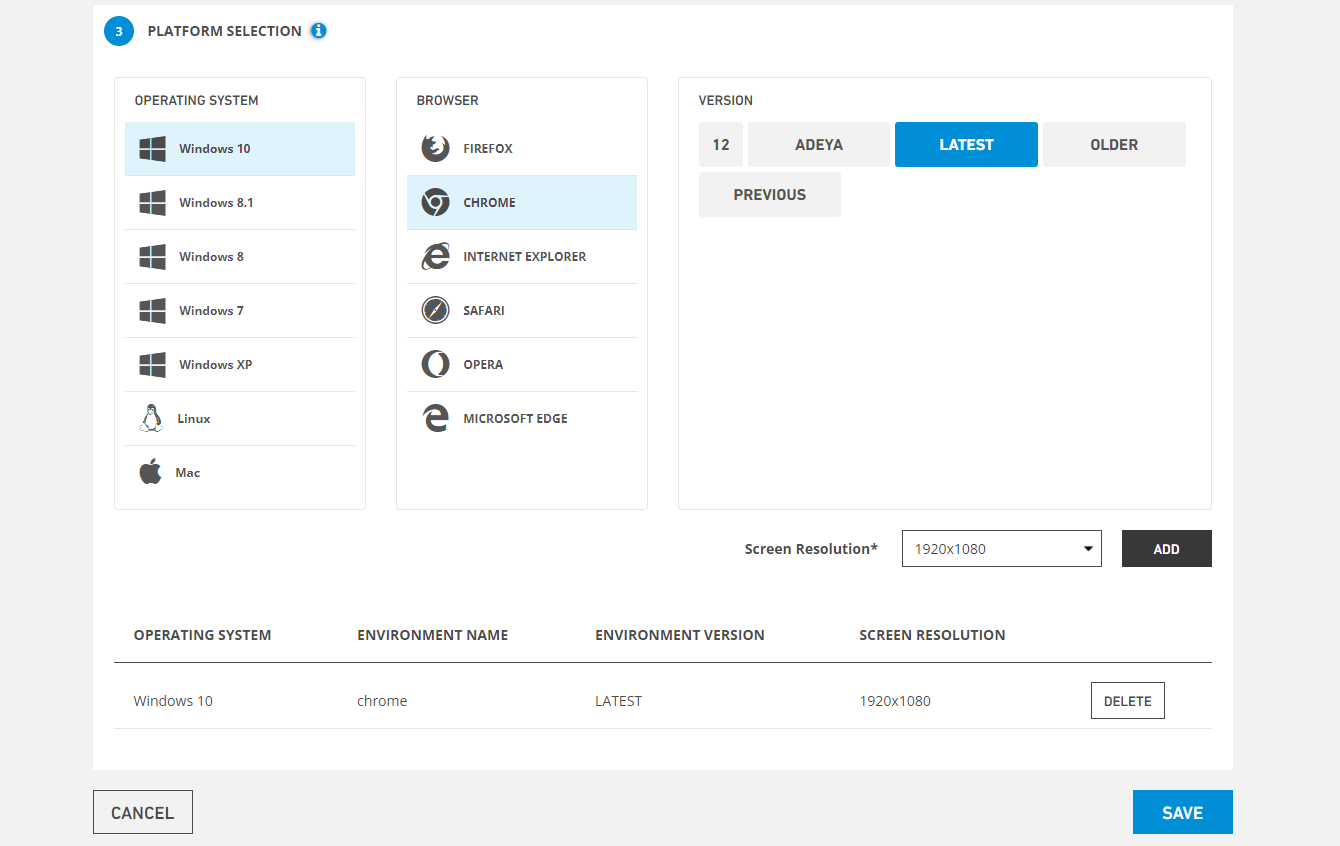 3 PLATFORM SELECTION i
OPERATING SYSTEM
Windows 10
Windows 8.1
Windows 8
Windows 7
Windows XP
Linux
Mac
BROWSER
FIREFOX
CHROME
INTERNET EXPLORER
SAFARI
OPERA
MICROSOFT EDGE
VERSION
12 ADEYA LATEST OLDER
PREVIOUS
Screen Resolution* 1920x1080 ADD
OPERATING SYSTEM ENVIRONMENT NAME ENVIRONMENT VERSION SCREEN RESOLUTION
Windows 10 chrome LATEST 1920x1080 DELETE
CANCEL SAVE